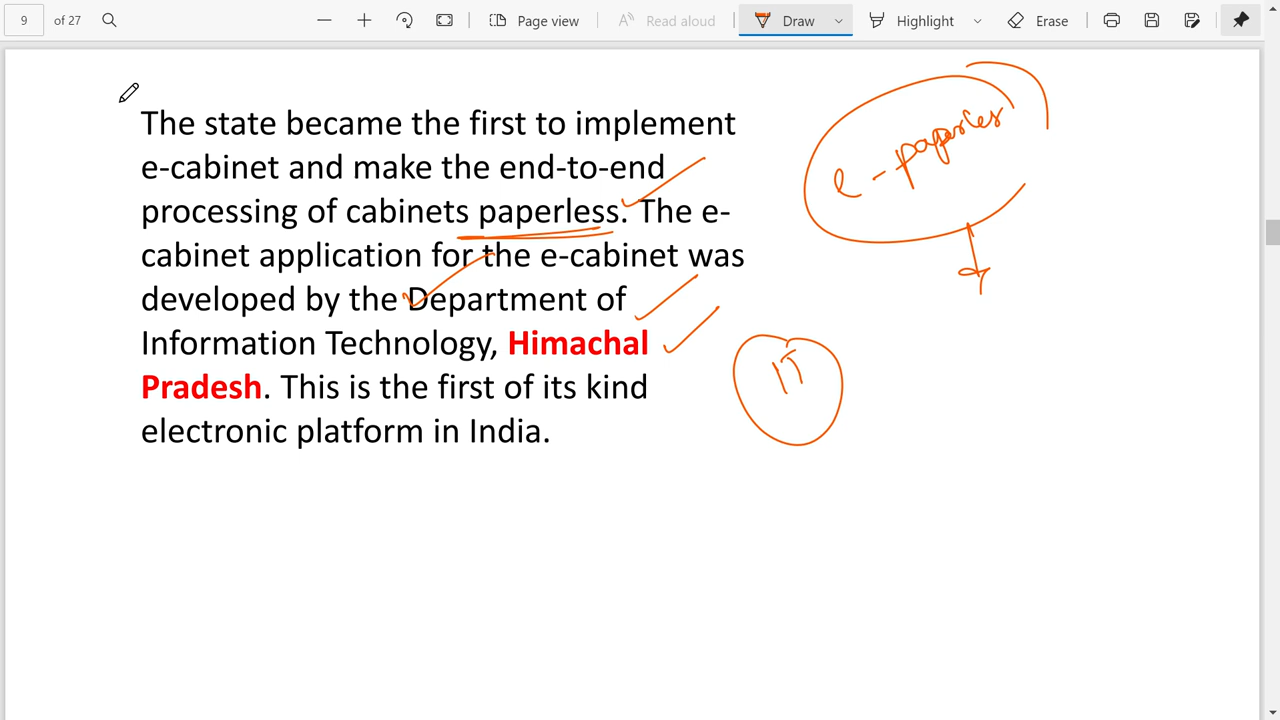 9 of 27 Page view Read aloud Draw Highlight Erase
The state became the first to implement
e-cabinet and make the end-to-end
processing of cabinets paperless. The e-
cabinet application for the e-cabinet was
developed by the Department of
Information Technology, Himachal
Pradesh. This is the first of its kind
electronic platform in India.
e-paperles
IT